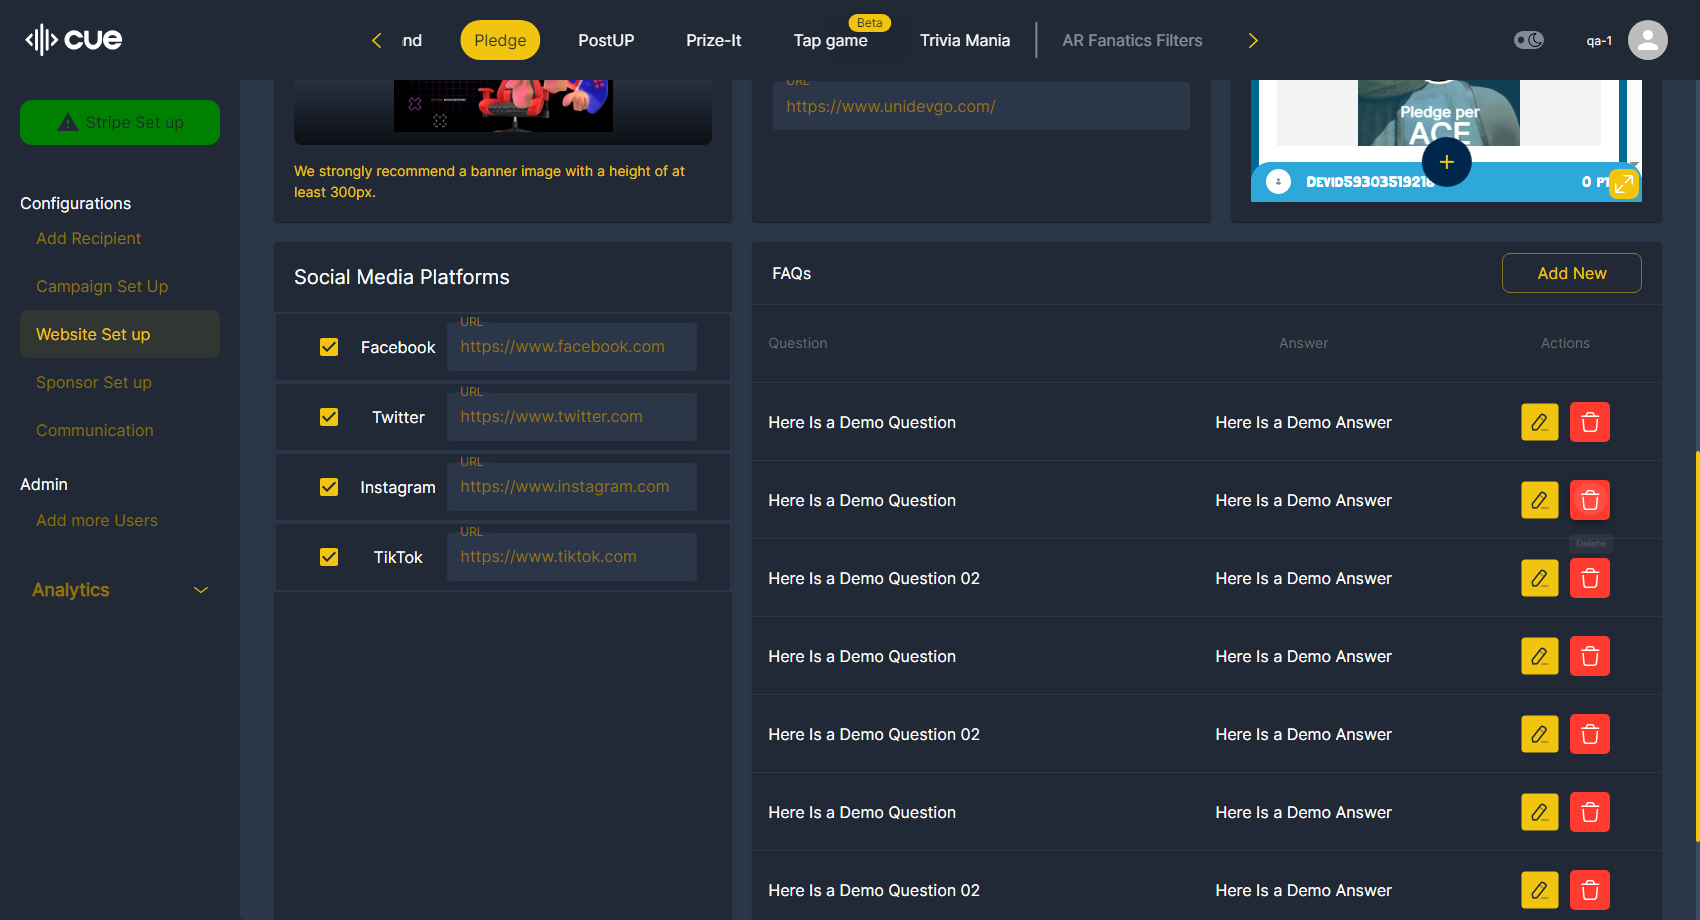 cue
nd
Pledge
PostUP
Prize-It
Beta
Tap game
Trivia Mania
AR Fanatics Filters
qa-1
Stripe Set up
Configurations
Add Recipient
Campaign Set Up
Website Set up
Sponsor Set up
Communication
Admin
Add more Users
Analytics
We strongly recommend a banner image with a height of at
least 300px.
URL
https://www.unidevgo.com/
Pledge per
ACE
DEVID59303519218
0 PT
Social Media Platforms
Facebook
URL
https://www.facebook.com
Twitter
URL
https://www.twitter.com
Instagram
URL
https://www.instagram.com
TikTok
URL
https://www.tiktok.com
FAQs
Add New
Question Answer Actions
Here Is a Demo Question Here Is a Demo Answer
Here Is a Demo Question Here Is a Demo Answer
Delete
Here Is a Demo Question 02 Here Is a Demo Answer
Here Is a Demo Question Here Is a Demo Answer
Here Is a Demo Question 02 Here Is a Demo Answer
Here Is a Demo Question Here Is a Demo Answer
Here Is a Demo Question 02 Here Is a Demo Answer